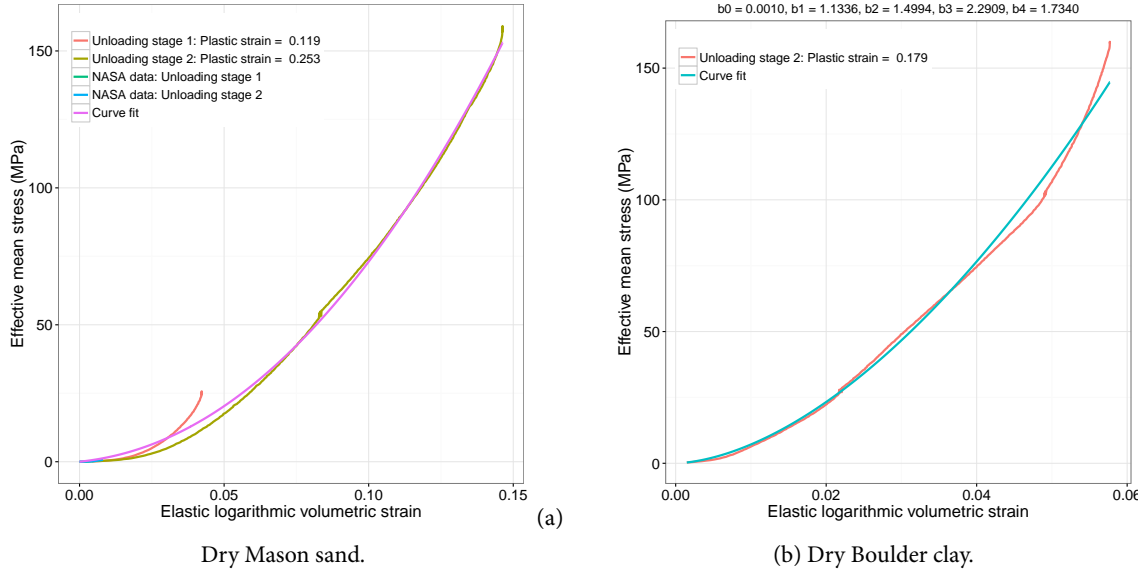 Unloading stage 1: Plastic strain = 0.119
Unloading stage 2: Plastic strain = 0.253
NASA data: Unloading stage 1
NASA data: Unloading stage 2
Curve fit
150
100
50
0
Effective mean stress (MPa)
0.00 0.05 0.10 0.15
Elastic logarithmic volumetric strain
(a)
Dry Mason sand.
b0 = 0.0010, b1 = 1.1336, b2 = 1.4994, b3 = 2.2909, b4 = 1.7340
Unloading stage 2: Plastic strain = 0.179
Curve fit
150
100
50
0
Effective mean stress (MPa)
0.00 0.02 0.04 0.06
Elastic logarithmic volumetric strain
(b) Dry Boulder clay.